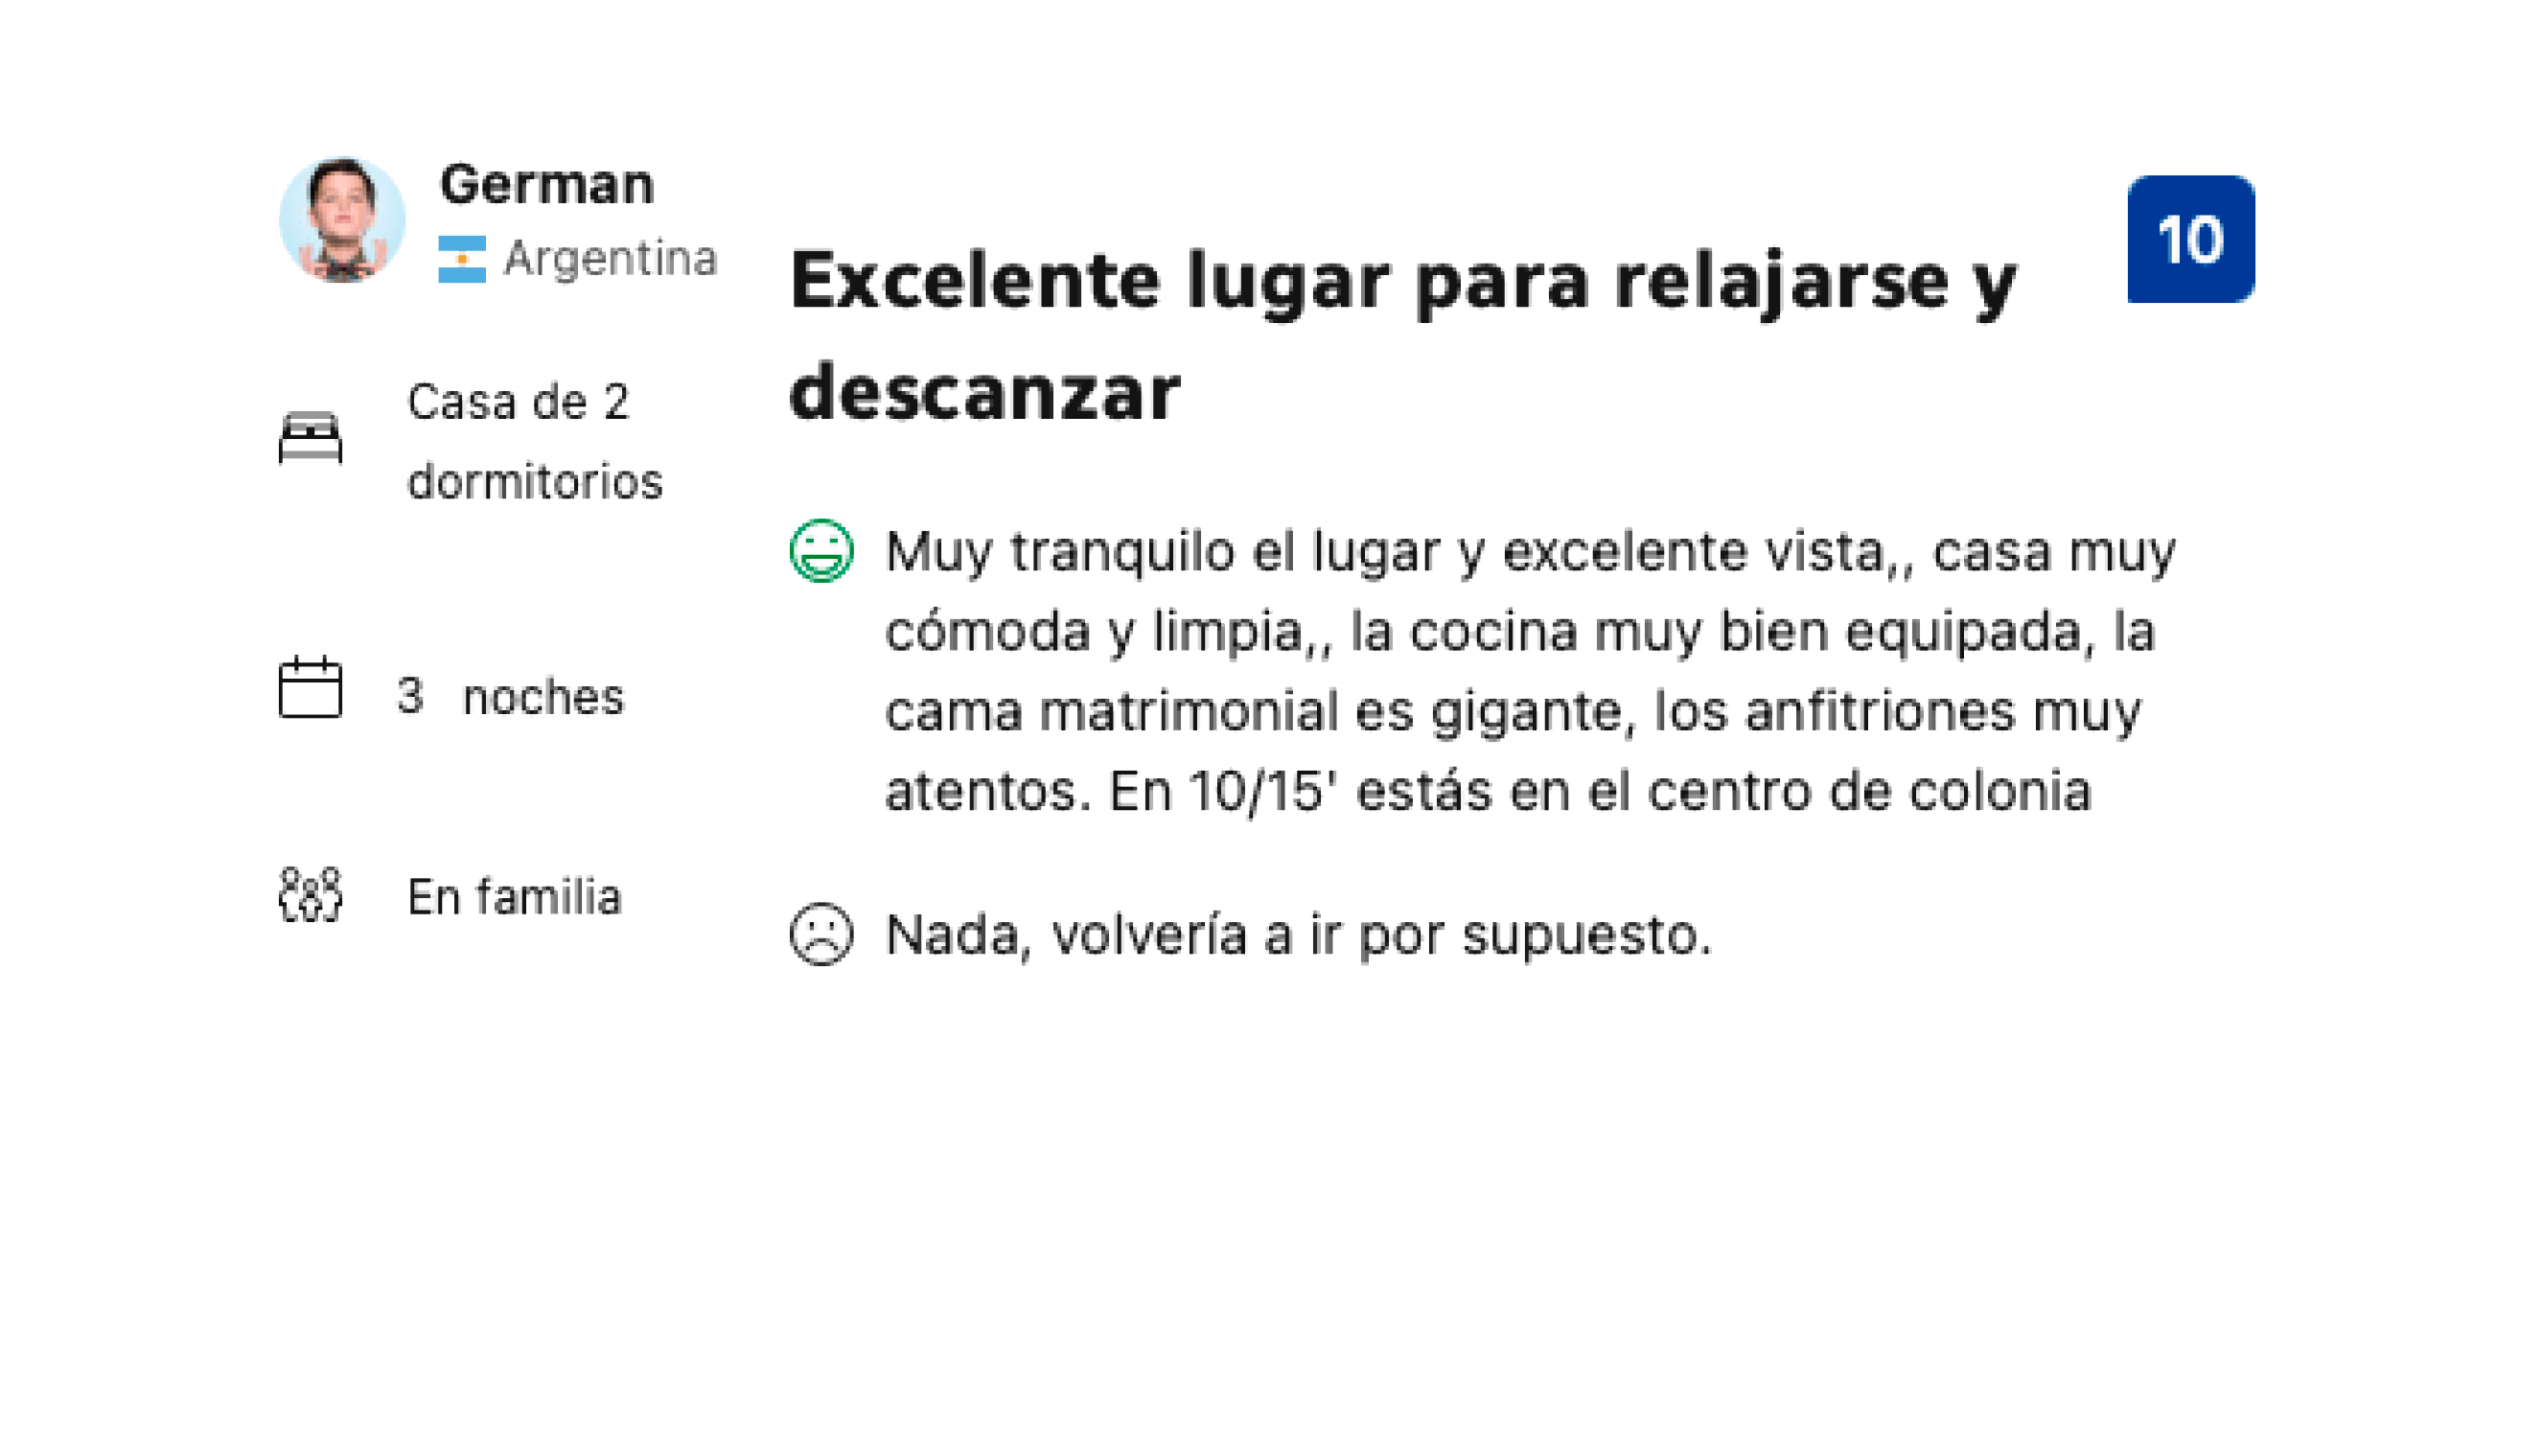 German
Argentina
Casa de 2
dormitorios
3 noches
En familia
10
Excelente lugar para relajarse y
descanzar
Muy tranquilo el lugar y excelente vista,, casa muy
cómoda y limpia,, la cocina muy bien equipada, la
cama matrimonial es gigante, los anfitriones muy
atentos. En 10/15' estás en el centro de colonia
Nada, volvería a ir por supuesto.